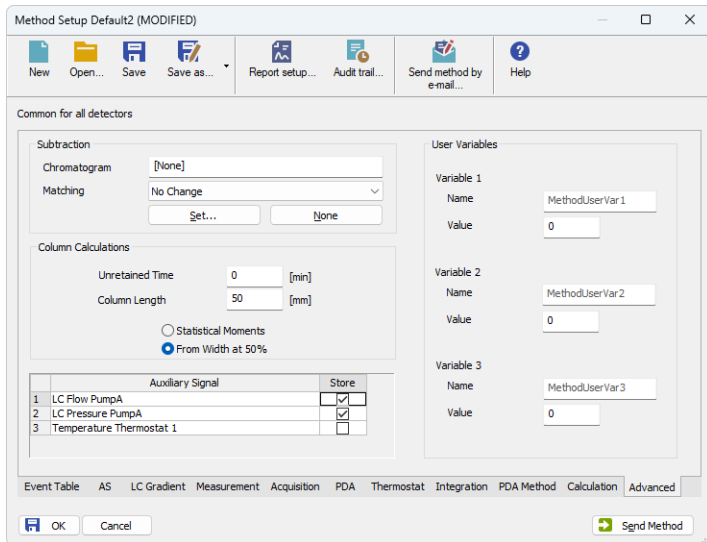 Method Setup Default2 (MODIFIED)
New Open... Save Save as... Report setup... Audit trail... Send method by e-mail... Help
Common for all detectors
Subtraction
Chromatogram [None]
Matching No Change
Set... None
Column Calculations
Unretained Time 0 [min]
Column Length 50 [mm]
Statistical Moments
From Width at 50%
Auxiliary Signal Store
1 LC Flow PumpA
2 LC Pressure PumpA
3 Temperature Thermostat 1
User Variables
Variable 1
Name MethodUserVar1
Value 0
Variable 2
Name MethodUserVar2
Value 0
Variable 3
Name MethodUserVar3
Value 0
Event Table AS LC Gradient Measurement Acquisition PDA Thermostat Integration PDA Method Calculation Advanced
OK Cancel Send Method